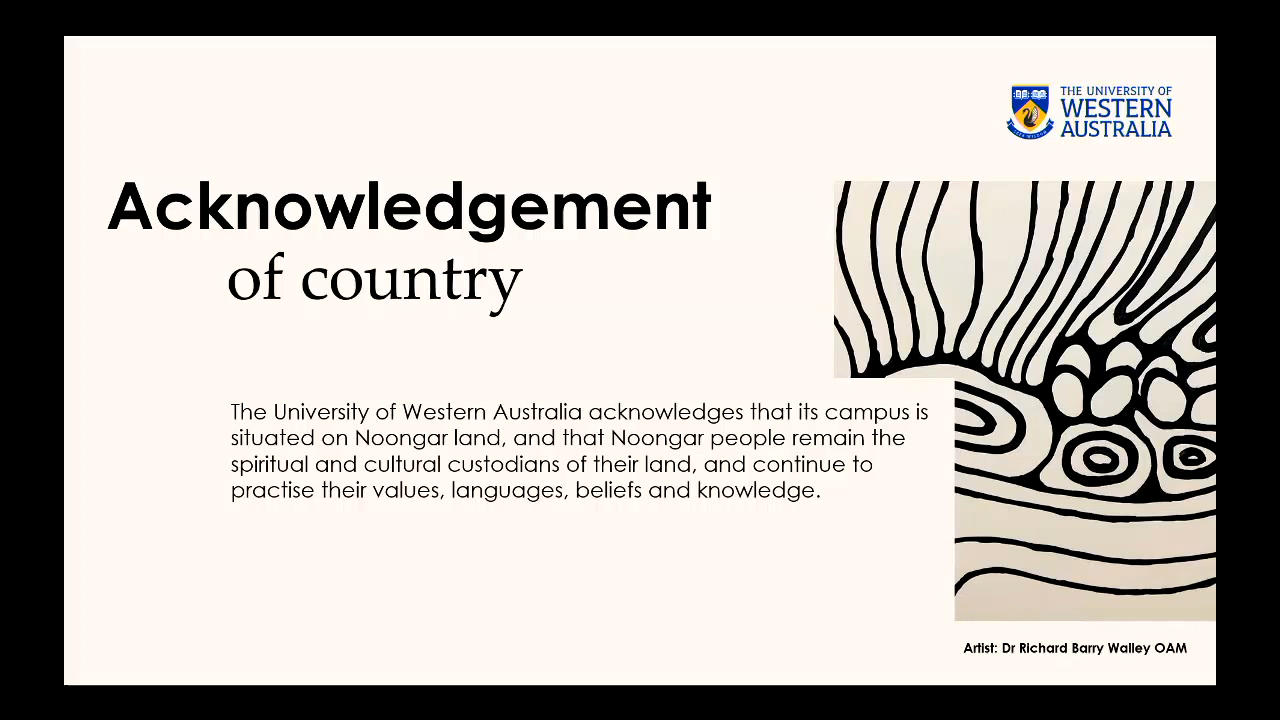 THE UNIVERSITY OF
WESTERN
AUSTRALIA
Acknowledgement
of country
The University of Western Australia acknowledges that its campus is
situated on Noongar land, and that Noongar people remain the
spiritual and cultural custodians of their land, and continue to
practise their values, languages, beliefs and knowledge.
Artist: Dr Richard Barry Walley OAM